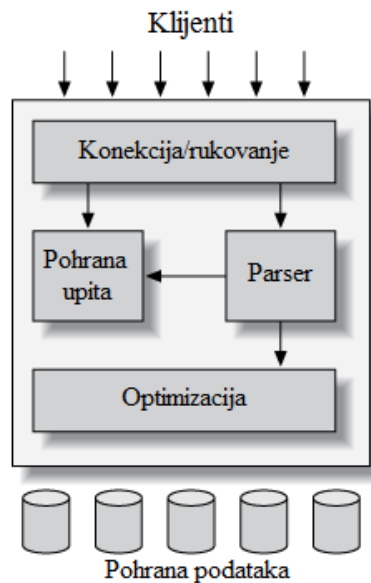 Klijenti
Konekcija/rukovanje
Pohrana
upita
Parser
Optimizacija
Pohrana podataka